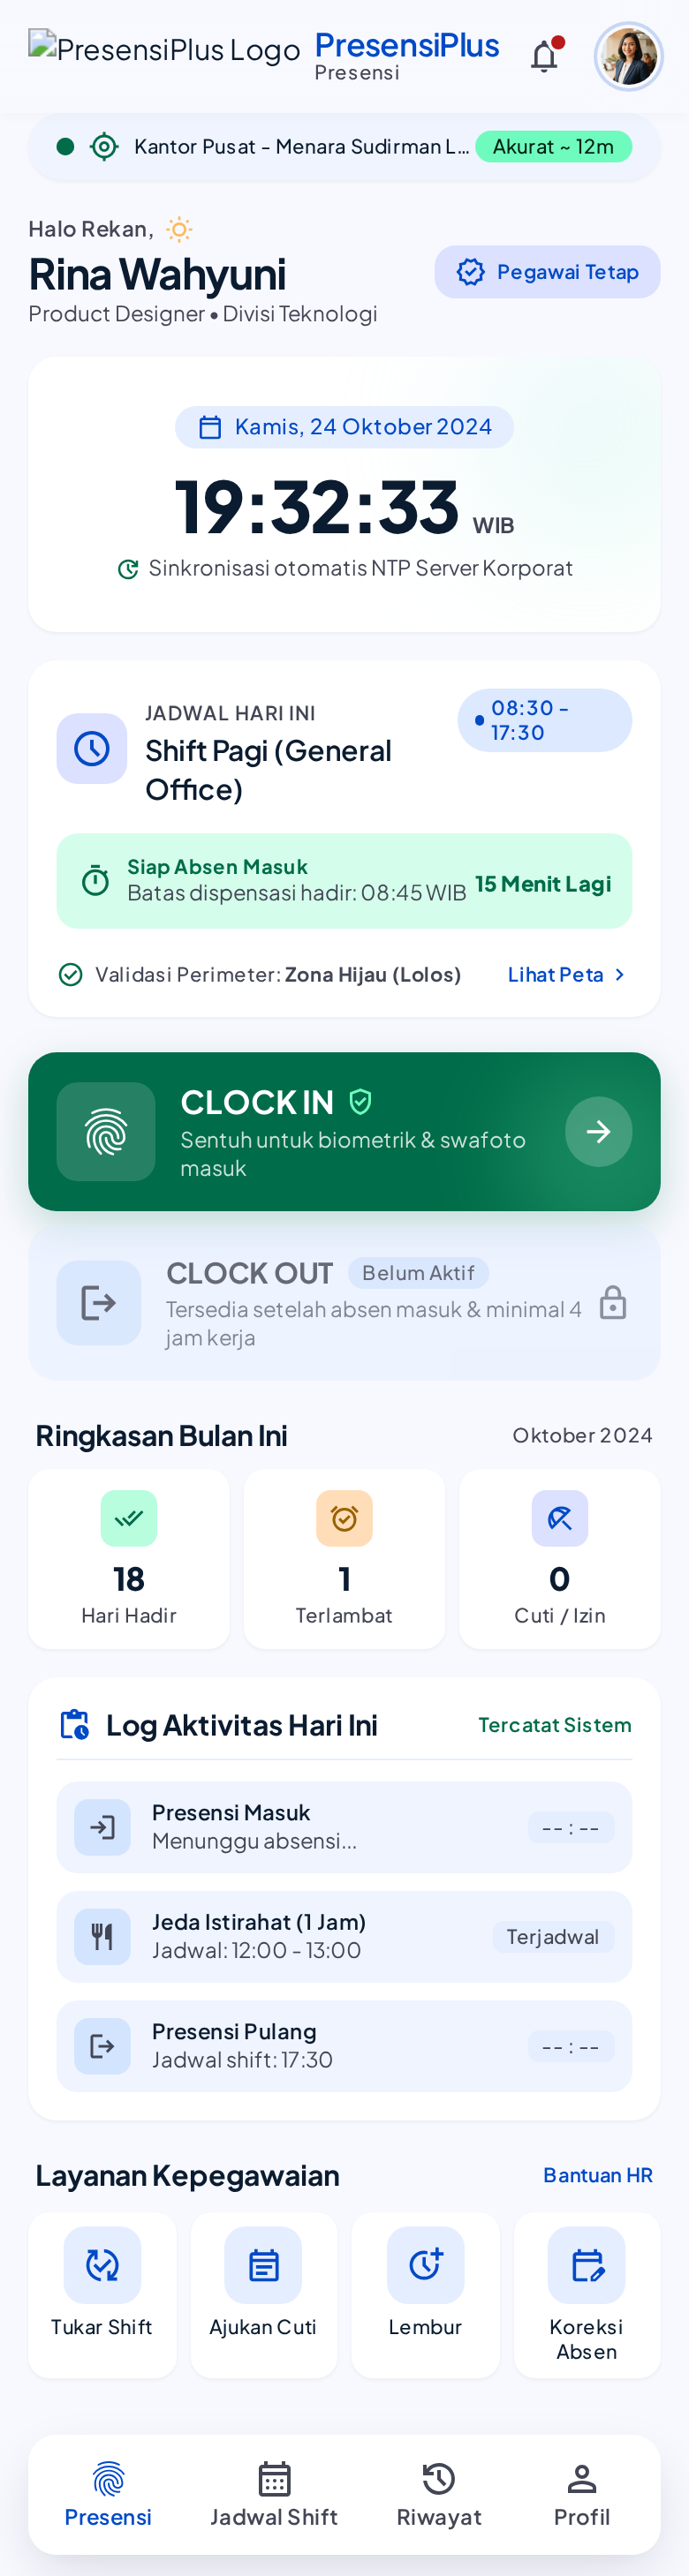 PresensiPlus Logo
PresensiPlus
Presensi
Kantor Pusat - Menara Sudirman L...
Akurat ~ 12m
Halo Rekan,
Rina Wahyuni
Pegawai Tetap
Product Designer • Divisi Teknologi
Kamis, 24 Oktober 2024
19:32:33 WIB
Sinkronisasi otomatis NTP Server Korporat
JADWAL HARI INI
Shift Pagi (General
Office)
08:30 -
17:30
Siap Absen Masuk
Batas dispensasi hadir: 08:45 WIB
15 Menit Lagi
Validasi Perimeter: Zona Hijau (Lolos)
Lihat Peta
CLOCK IN
Sentuh untuk biometrik & swafoto
masuk
CLOCK OUT
Belum Aktif
Tersedia setelah absen masuk & minimal 4
jam kerja
Ringkasan Bulan Ini
Oktober 2024
18
Hari Hadir
1
Terlambat
0
Cuti / Izin
Log Aktivitas Hari Ini
Tercatat Sistem
Presensi Masuk
Menunggu absensi...
-- : --
Jeda Istirahat (1 Jam)
Jadwal: 12:00 - 13:00
Terjadwal
Presensi Pulang
Jadwal shift: 17:30
-- : --
Layanan Kepegawaian
Bantuan HR
Tukar Shift
Ajukan Cuti
Lembur
Koreksi
Absen
Presensi
Jadwal Shift
Riwayat
Profil